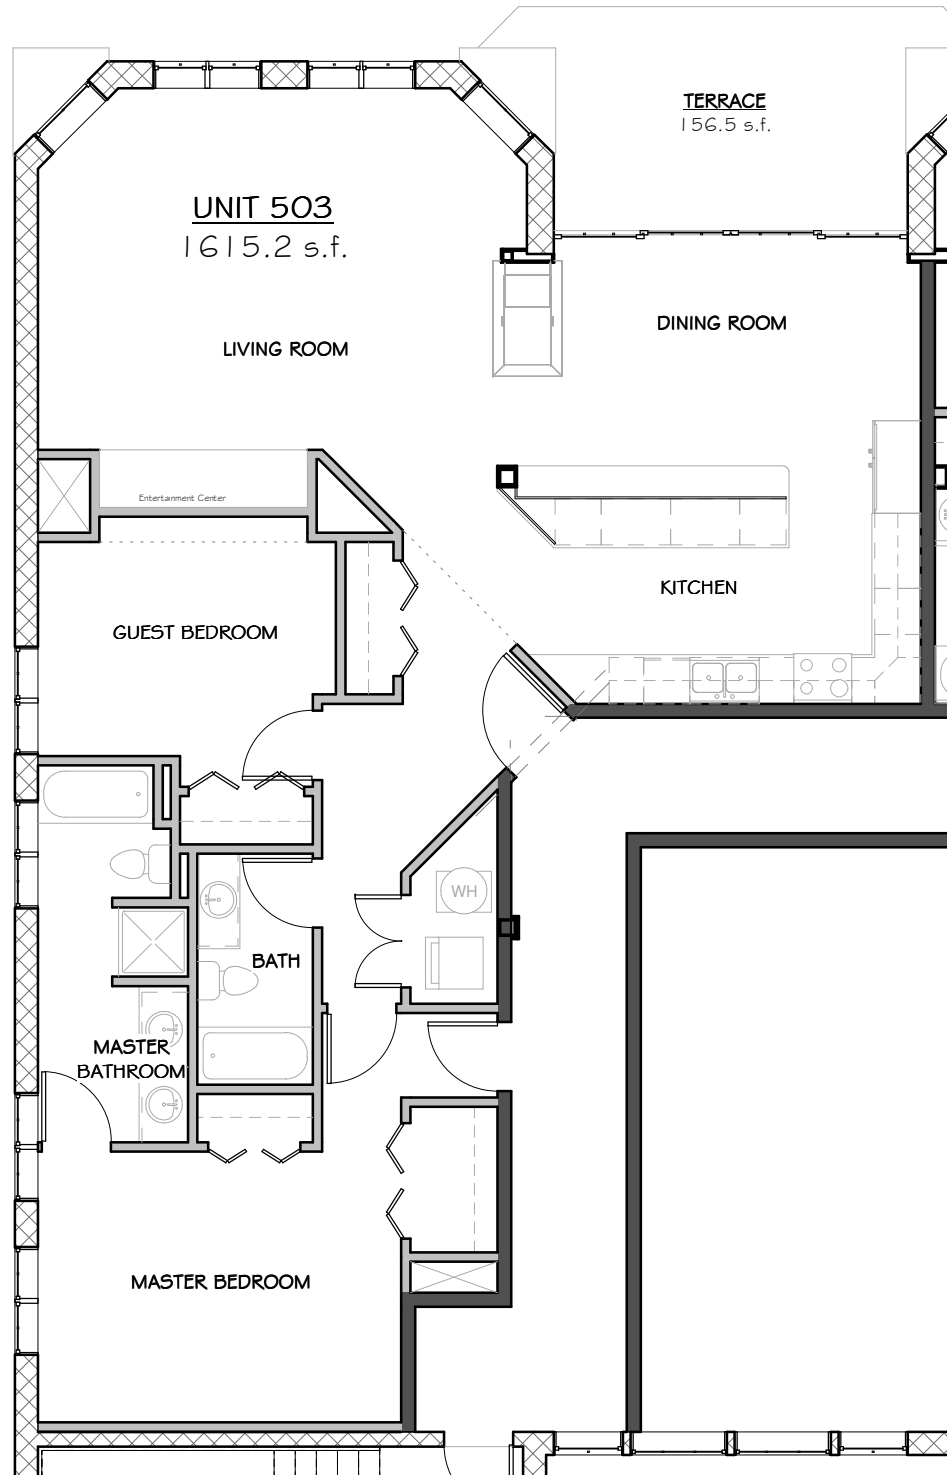 TERRACE
156.5 s.f.
UNIT 503
1615.2 s.f.
DINING ROOM
LIVING ROOM
Entertanment Center
KITCHEN
GUEST BEDROOM
WH
BATH
MASTER
BATHROOM
MASTER BEDROOM